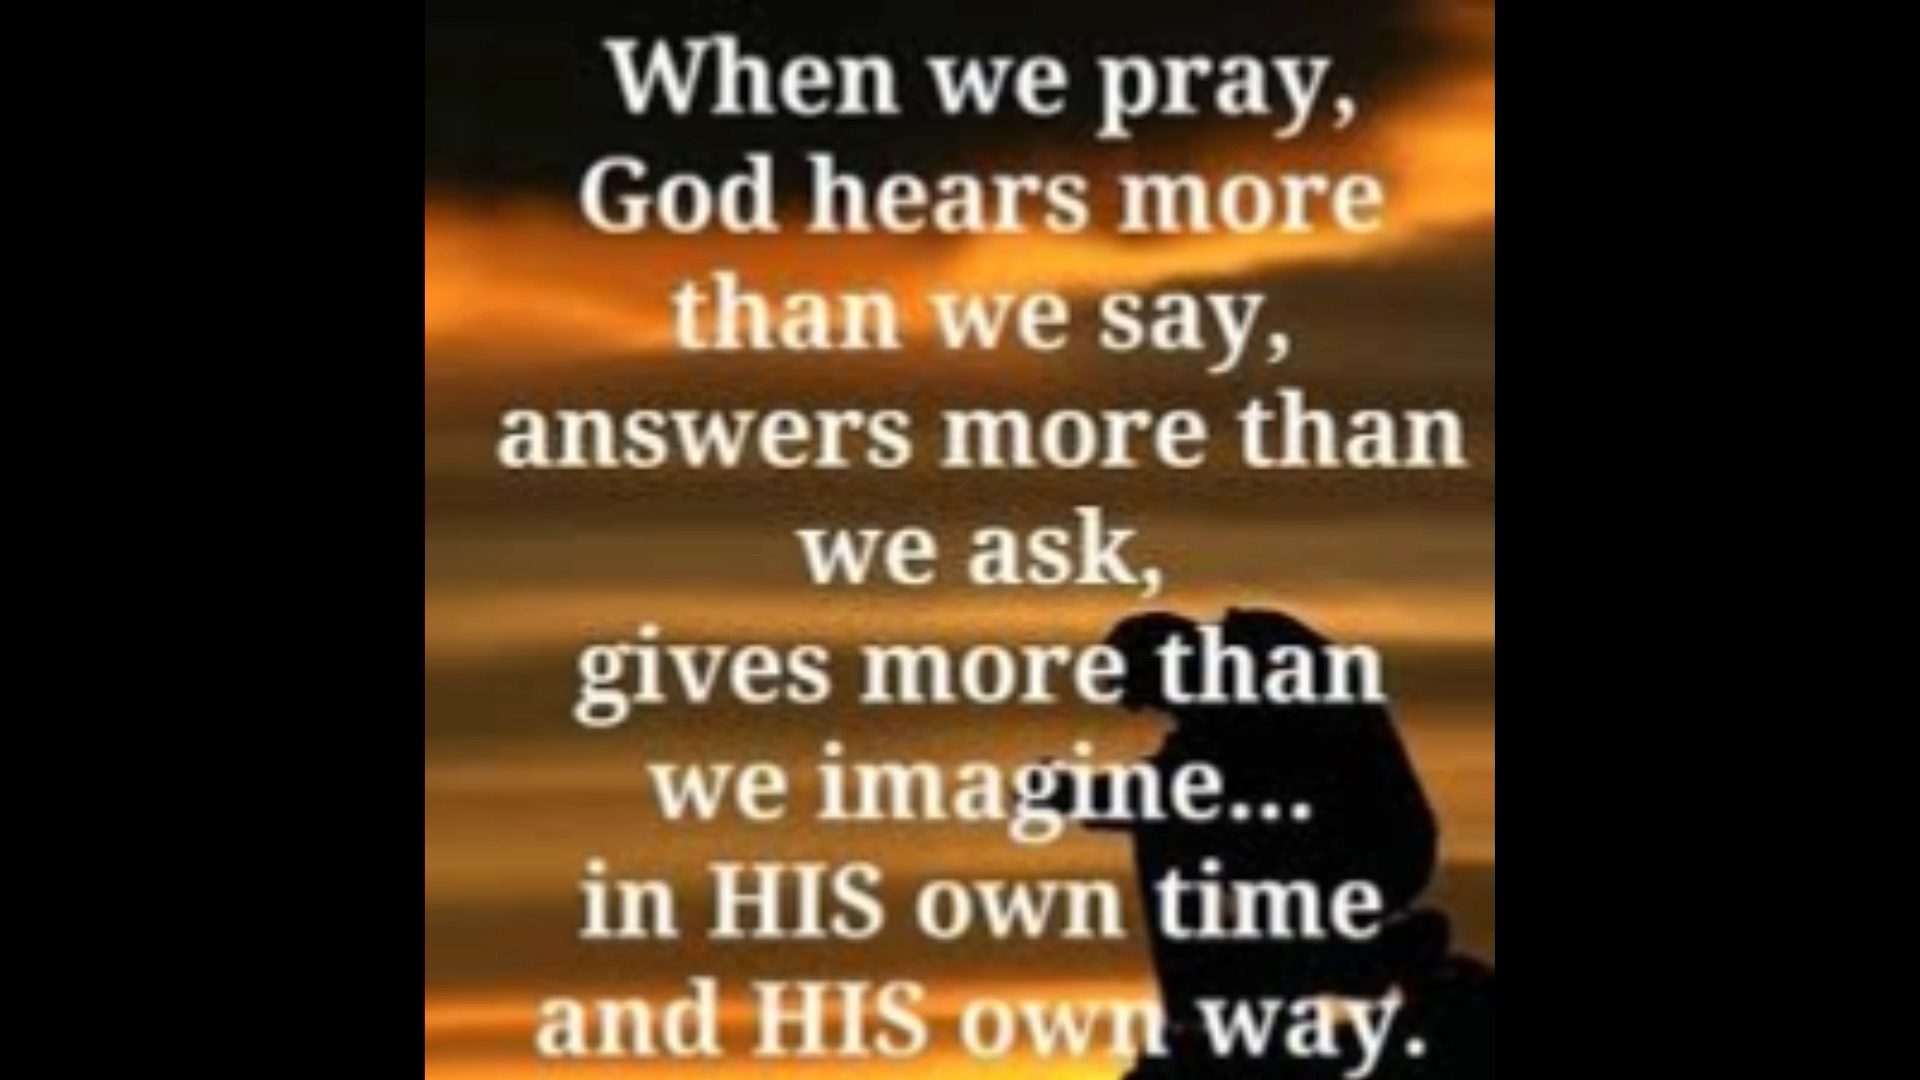 When we pray,
God hears more
than we say,
answers more than
we ask,
gives more than
we imagine...
in HIS own time
and HIS own way.